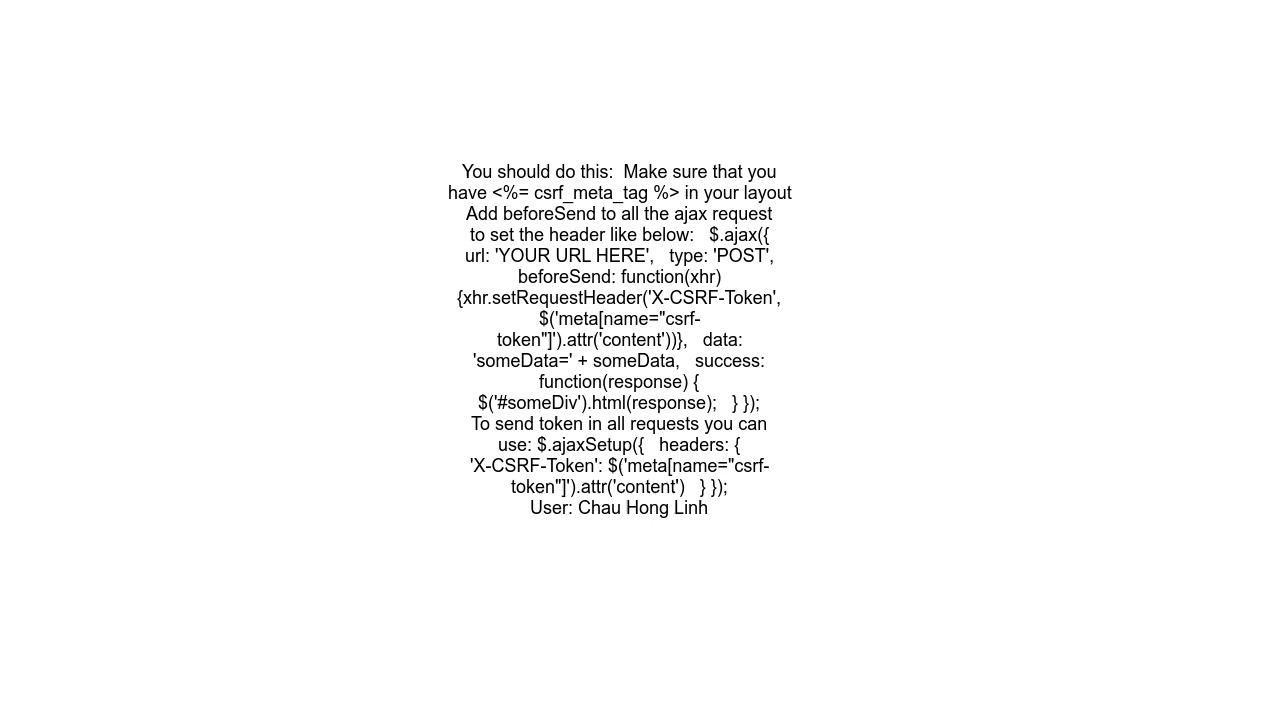 You should do this:  Make sure that you
have <%= csrf_meta_tag %> in your layout
Add beforeSend to all the ajax request
to set the header like below:   $.ajax({
url: 'YOUR URL HERE',   type: 'POST',
beforeSend: function(xhr)
{xhr.setRequestHeader('X-CSRF-Token',
$('meta[name="csrf-
token"]').attr('content'))},   data:
'someData=' + someData,   success:
function(response) {
$('#someDiv').html(response);   } });
To send token in all requests you can
use: $.ajaxSetup({   headers: {
'X-CSRF-Token': $('meta[name="csrf-
token"]').attr('content')   } });
User: Chau Hong Linh